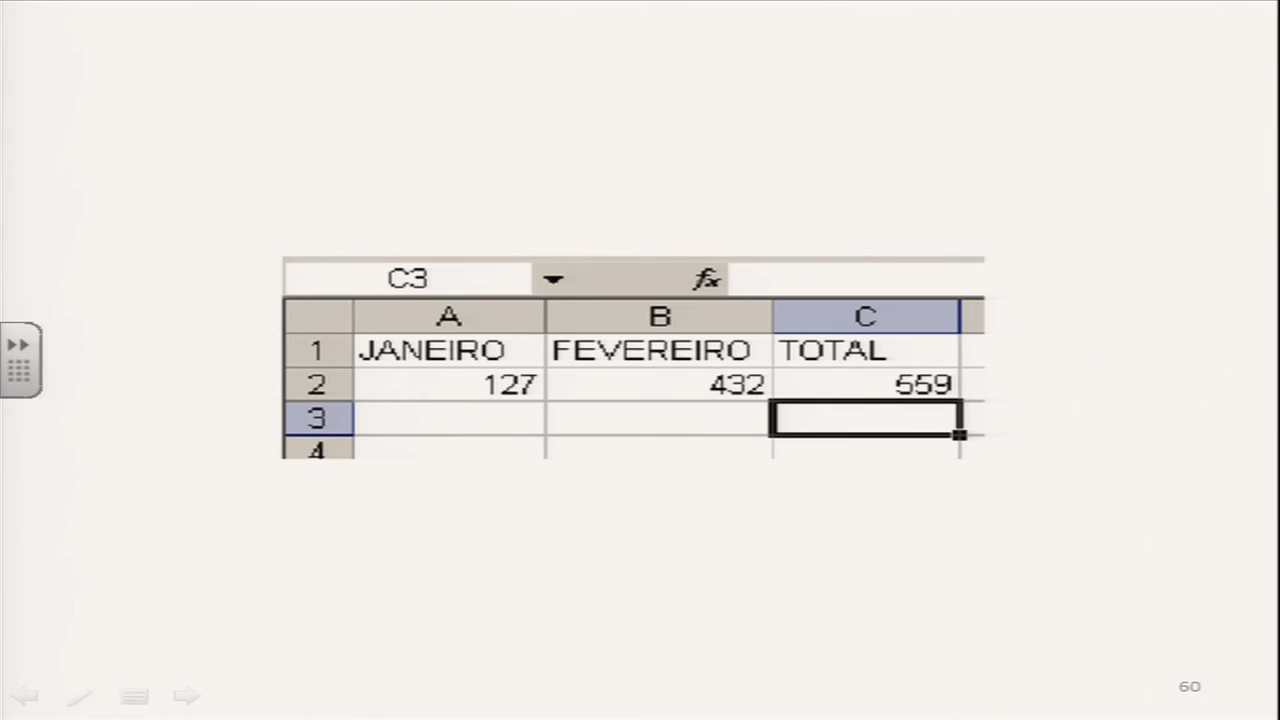 C3 fx
A B C
1 JANEIRO FEVEREIRO TOTAL
2 127 432 559
3
4
60